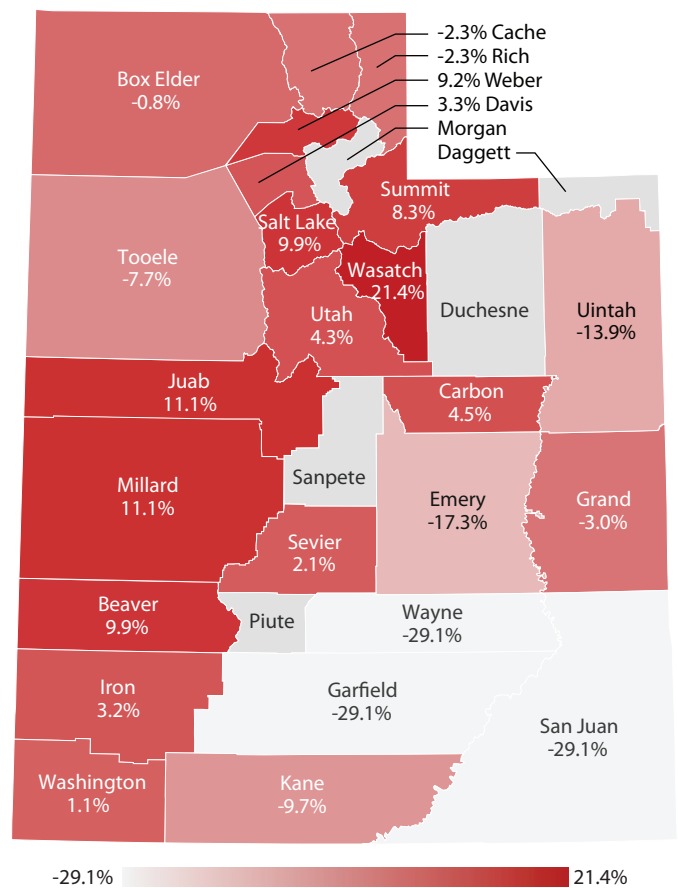 -2.3% Cache
-2.3% Rich
9.2% Weber
3.3% Davis
Morgan
Daggett
Box Elder
-0.8%
Summit
8.3%
Salt Lake
9.9%
Tooele
-7.7%
Wasatch
21.4%
Utah
4.3%
Duchesne
Uintah
-13.9%
Juab
11.1%
Carbon
4.5%
Millard
11.1%
Sanpete
Emery
-17.3%
Grand
-3.0%
Sevier
2.1%
Beaver
9.9%
Piute
Wayne
-29.1%
Iron
3.2%
Garfield
-29.1%
San Juan
-29.1%
Washington
1.1%
Kane
-9.7%
-29.1%
21.4%